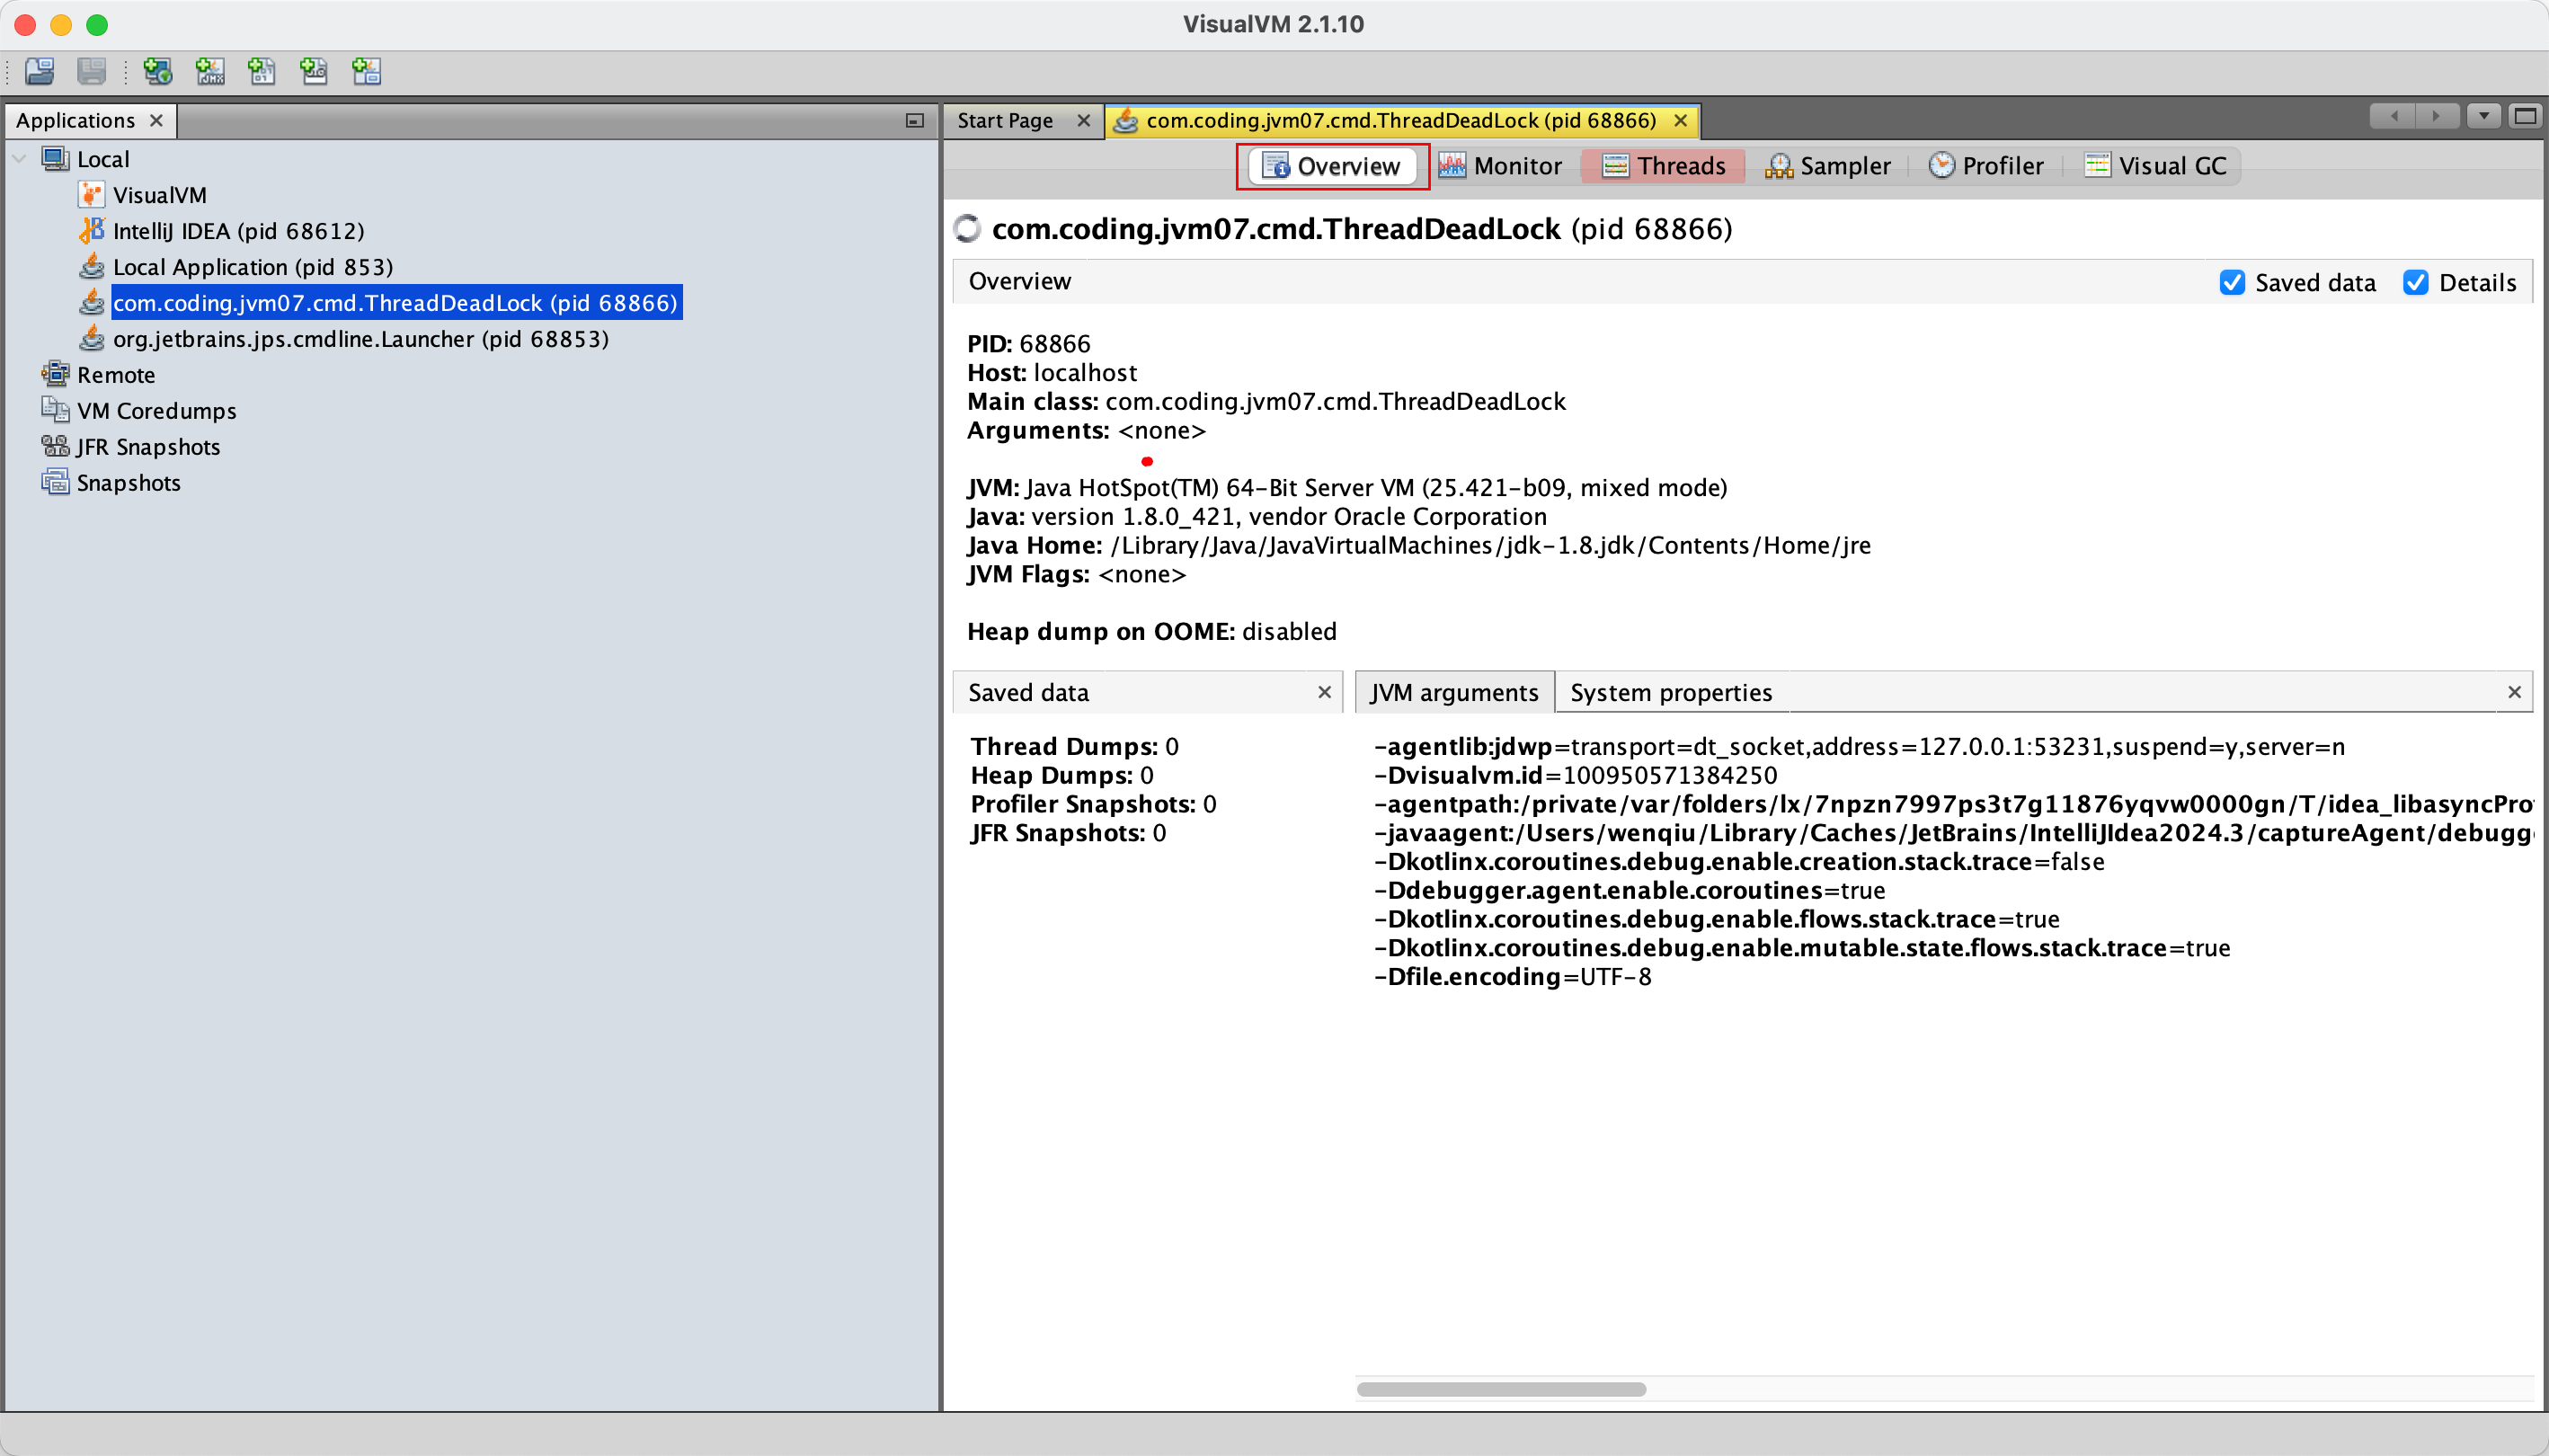 VisualVM 2.1.10
Applications
Start Page
com.coding.jvm07.cmd.ThreadDeadLock (pid 68866)
Local
VisualVM
IntelliJ IDEA (pid 68612)
Local Application (pid 853)
com.coding.jvm07.cmd.ThreadDeadLock (pid 68866)
org.jetbrains.jps.cmdline.Launcher (pid 68853)
Remote
VM Coredumps
JFR Snapshots
Snapshots
Overview
Monitor
Threads
Sampler
Profiler
Visual GC
com.coding.jvm07.cmd.ThreadDeadLock (pid 68866)
Overview
Saved data
Details
PID: 68866
Host: localhost
Main class: com.coding.jvm07.cmd.ThreadDeadLock
Arguments: <none>
JVM: Java HotSpot(TM) 64-Bit Server VM (25.421-b09, mixed mode)
Java: version 1.8.0_421, vendor Oracle Corporation
Java Home: /Library/Java/JavaVirtualMachines/jdk-1.8.jdk/Contents/Home/jre
JVM Flags: <none>
Heap dump on OOME: disabled
Saved data
Thread Dumps: 0
Heap Dumps: 0
Profiler Snapshots: 0
JFR Snapshots: 0
JVM arguments
System properties
-agentlib:jdwp=transport=dt_socket,address=127.0.0.1:53231,suspend=y,server=n
-Dvisualvm.id=100950571384250
-agentpath:/private/var/folders/lx/7npzn7997ps3t7g11876yqvw0000gn/T/idea_libasyncPro
-javaagent:/Users/wenqiu/Library/Caches/JetBrains/IntelliJIdea2024.3/captureAgent/debugg
-Dkotlinx.coroutines.debug.enable.creation.stack.trace=false
-Ddebugger.agent.enable.coroutines=true
-Dkotlinx.coroutines.debug.enable.flows.stack.trace=true
-Dkotlinx.coroutines.debug.enable.mutable.state.flows.stack.trace=true
-Dfile.encoding=UTF-8